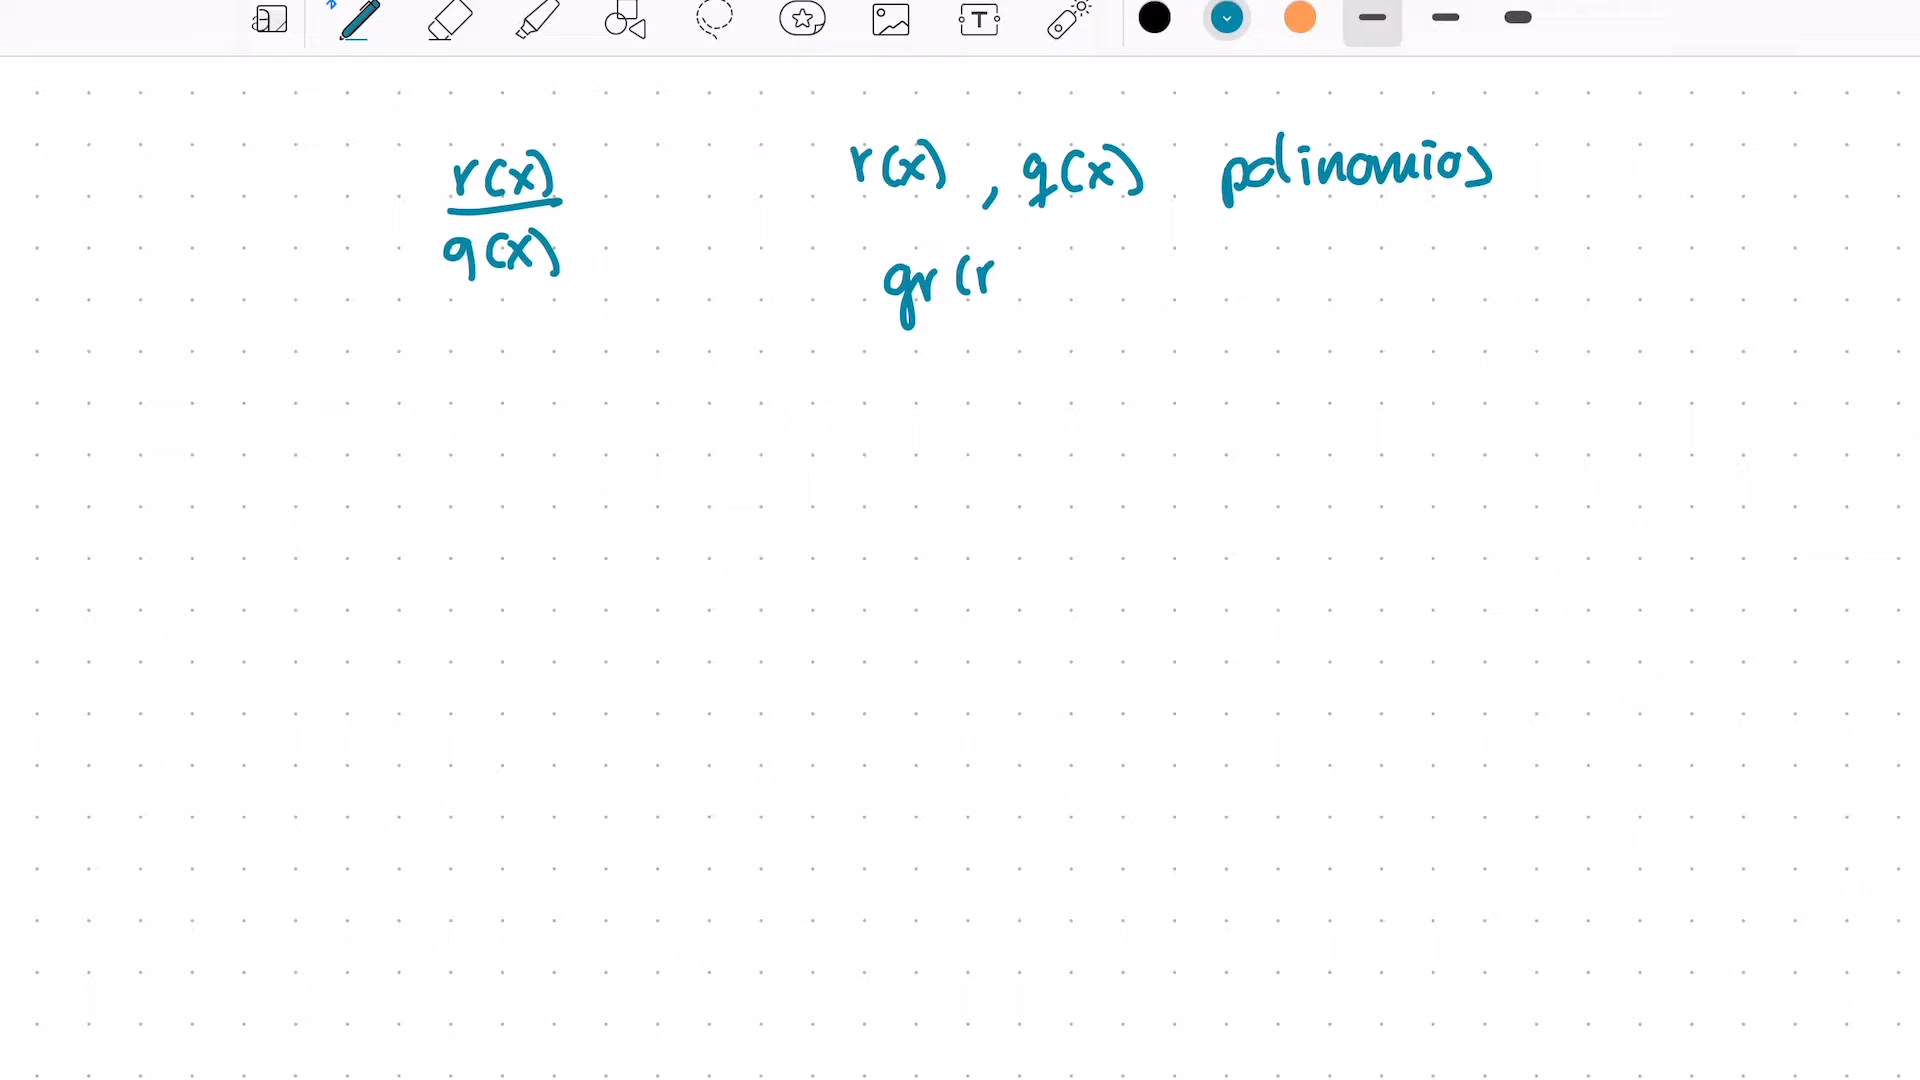 r(x)
q(x)
r(x) , q(x) polinomios
gr(r